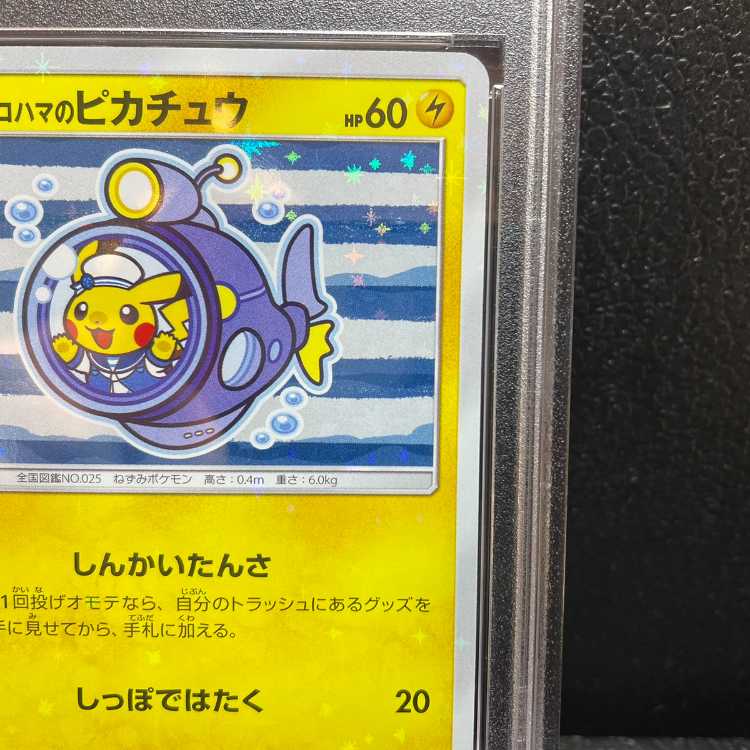 コハマのピカチュウ HP60
全国図鑑NO.025 ねずみポケモン 高さ:0.4m 重さ:6.0kg
しんかいたんさ
1回投げオモテなら、自分のトラッシュにあるグッズを
手に見せてから、手札に加える。
しっぽではたく 20